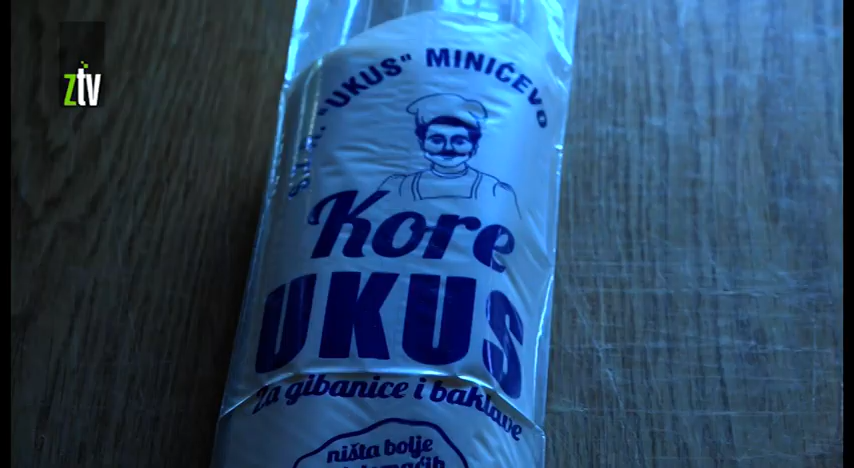 ztv
S.T.R. "UKUS" MINIĆEVO
Kore
UKUS
Za gibanice i baklave
ništa bolje